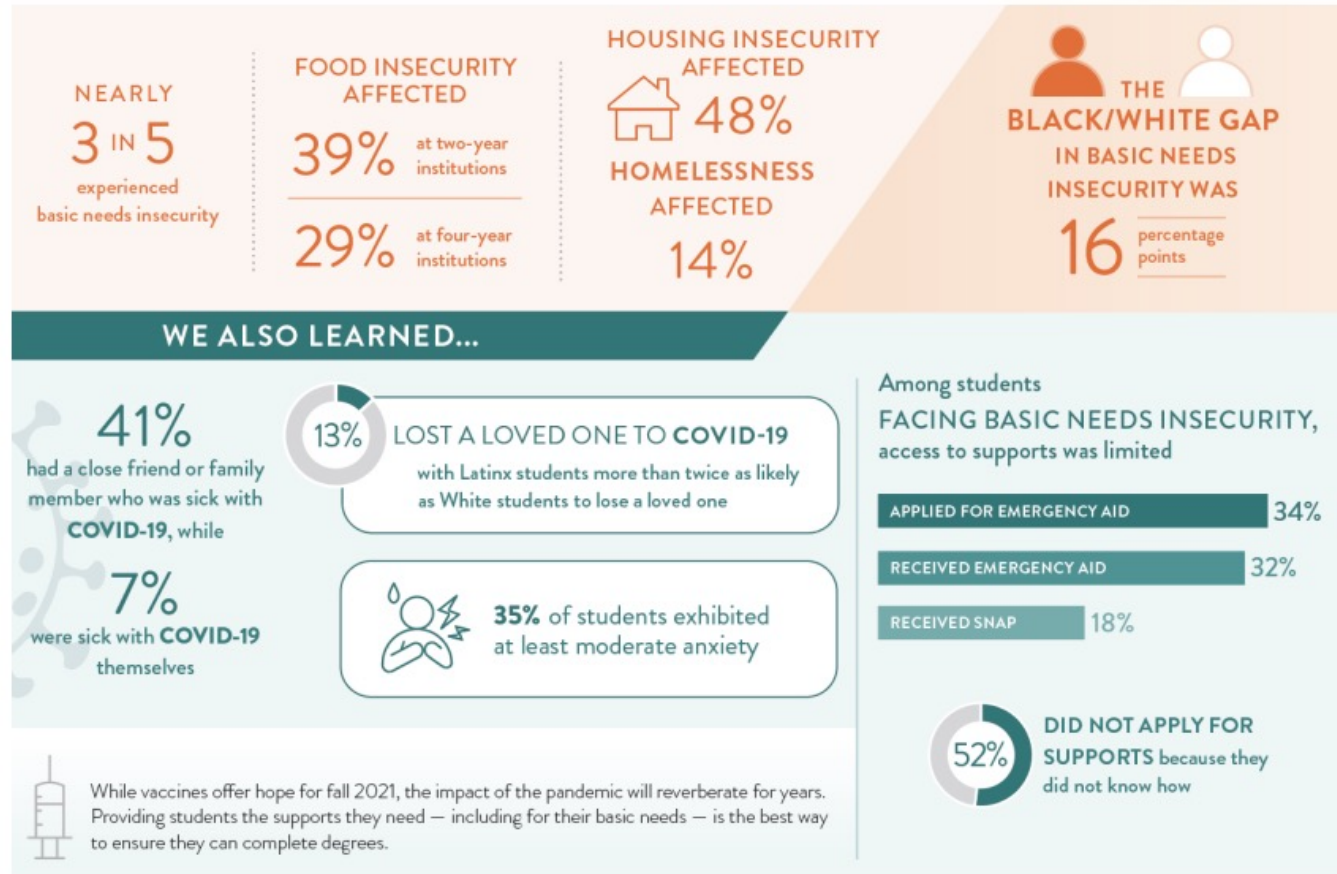 NEARLY
3 IN 5
experienced
basic needs insecurity
FOOD INSECURITY
AFFECTED
39% at two-year
institutions
29% at four-year
institutions
HOUSING INSECURITY
AFFECTED
48%
HOMELESSNESS
AFFECTED
14%
THE
BLACK/WHITE GAP
IN BASIC NEEDS
INSECURITY WAS
16 percentage
points
WE ALSO LEARNED...
41%
had a close friend or family
member who was sick with
COVID-19, while
7%
were sick with COVID-19
themselves
13% LOST A LOVED ONE TO COVID-19
with Latinx students more than twice as likely
as White students to lose a loved one
35% of students exhibited
at least moderate anxiety
While vaccines offer hope for fall 2021, the impact of the pandemic will reverberate for years.
Providing students the supports they need — including for their basic needs — is the best way
to ensure they can complete degrees.
Among students
FACING BASIC NEEDS INSECURITY,
access to supports was limited
APPLIED FOR EMERGENCY AID 34%
RECEIVED EMERGENCY AID 32%
RECEIVED SNAP 18%
52%
DID NOT APPLY FOR
SUPPORTS because they
did not know how